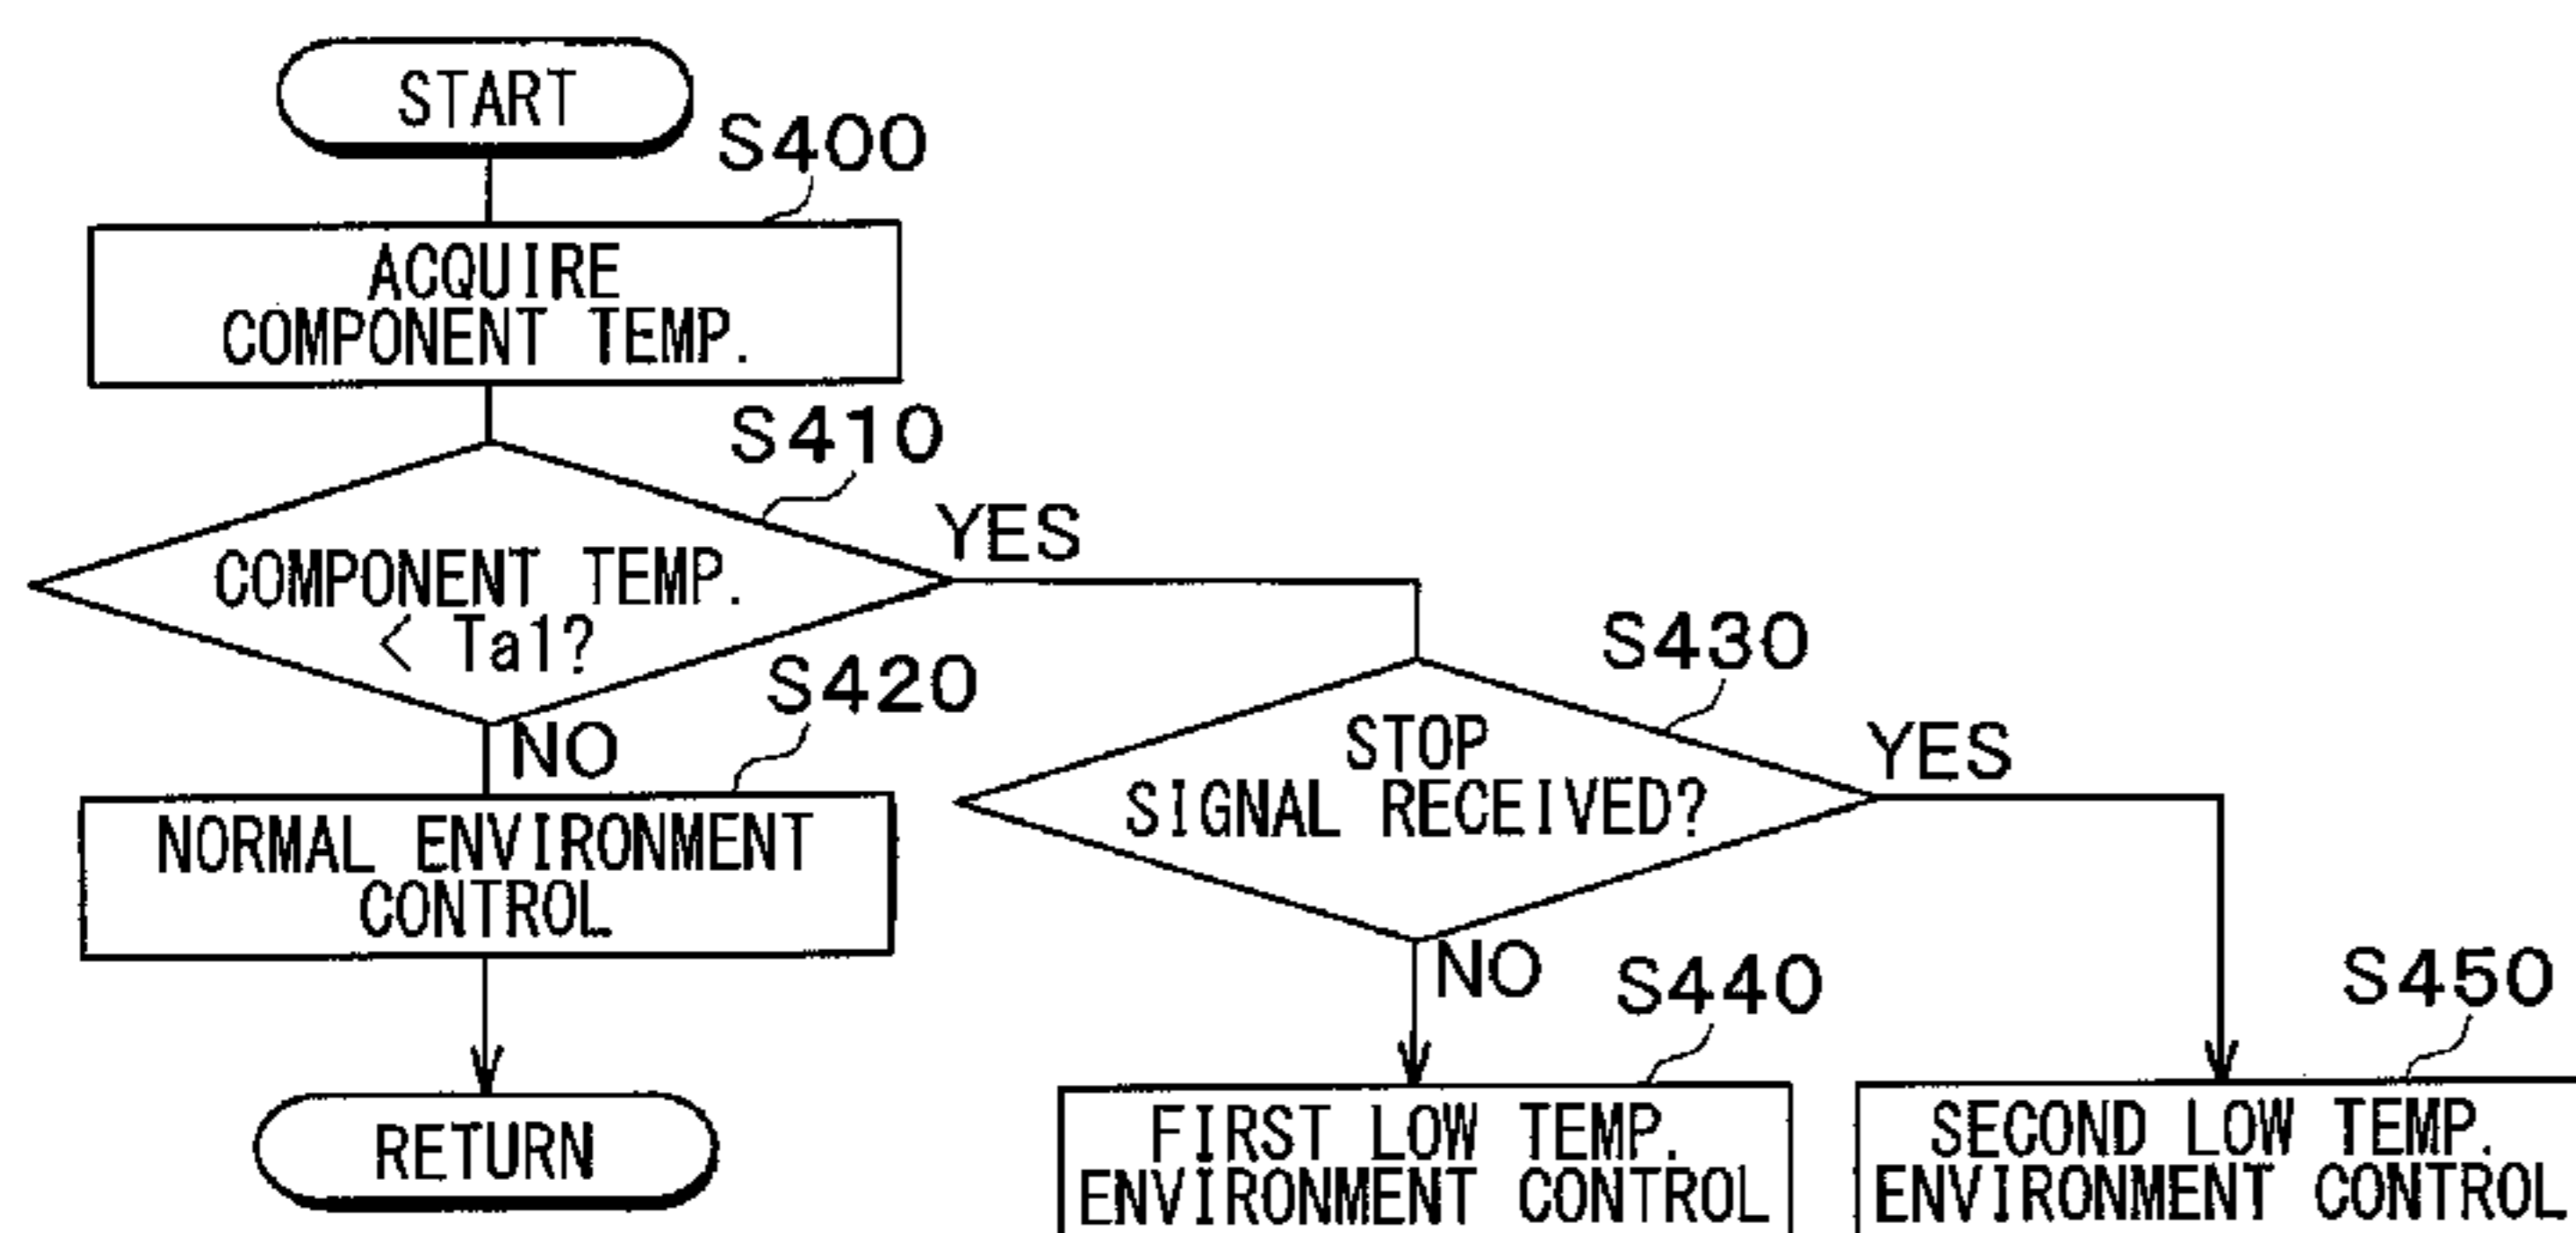 START
S400
ACQUIRE
COMPONENT TEMP.
S410
COMPONENT TEMP.
< Ta1?
YES
NO
S420
NORMAL ENVIRONMENT
CONTROL
RETURN
S430
STOP
SIGNAL RECEIVED?
YES
NO
S440
FIRST LOW TEMP.
ENVIRONMENT CONTROL
S450
SECOND LOW TEMP.
ENVIRONMENT CONTROL